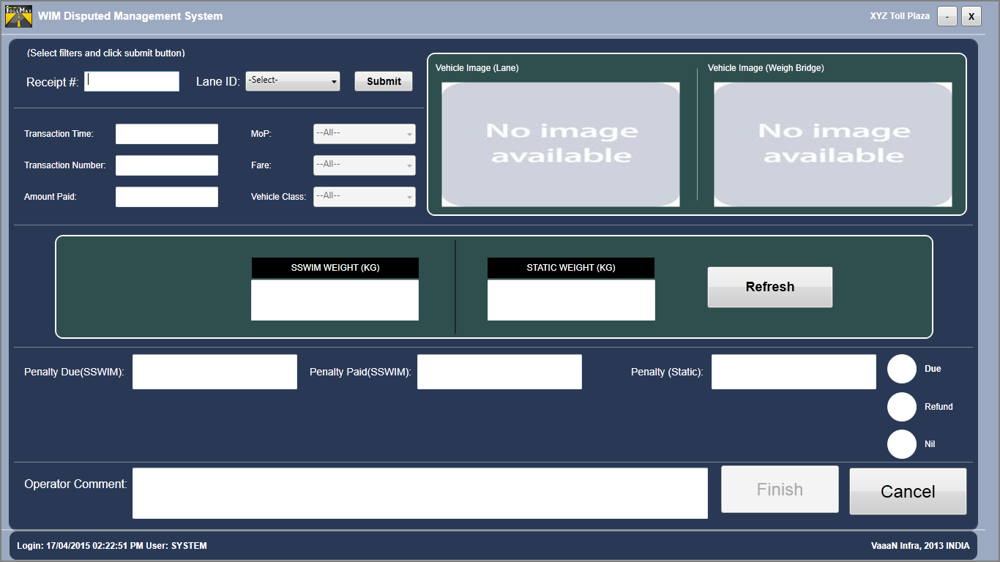 TOLLMAX
WIM Disputed Management System
XYZ Toll Plaza
-
X
(Select filters and click submit button)
Receipt #:
Lane ID:
-Select-
Submit
Transaction Time:
MoP:
--All--
Transaction Number:
Fare:
--All--
Amount Paid:
Vehicle Class:
--All--
Vehicle Image (Lane)
No image
available
Vehicle Image (Weigh Bridge)
No image
available
SSWIM WEIGHT (KG)
STATIC WEIGHT (KG)
Refresh
Penalty Due(SSWIM):
Penalty Paid(SSWIM):
Penalty (Static):
Due
Refund
Nil
Operator Comment:
Finish
Cancel
Login: 17/04/2015 02:22:51 PM User: SYSTEM
VaaaN Infra, 2013 INDIA